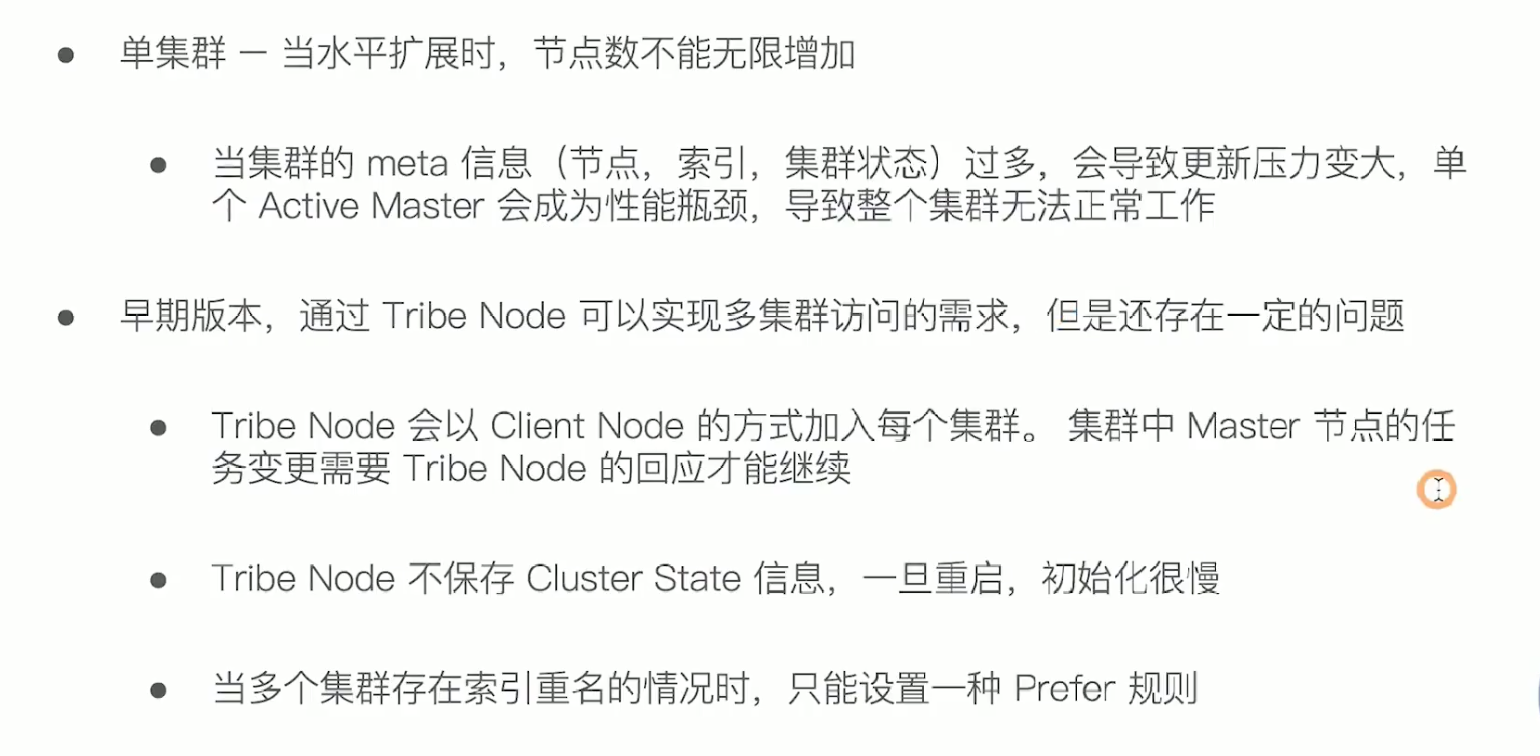 单集群 — 当水平扩展时，节点数不能无限增加
当集群的 meta 信息（节点，索引，集群状态）过多，会导致更新压力变大，单
个 Active Master 会成为性能瓶颈，导致整个集群无法正常工作
早期版本，通过 Tribe Node 可以实现多集群访问的需求，但是还存在一定的问题
Tribe Node 会以 Client Node 的方式加入每个集群。 集群中 Master 节点的任
务变更需要 Tribe Node 的回应才能继续
Tribe Node 不保存 Cluster State 信息，一旦重启，初始化很慢
当多个集群存在索引重名的情况时，只能设置一种 Prefer 规则